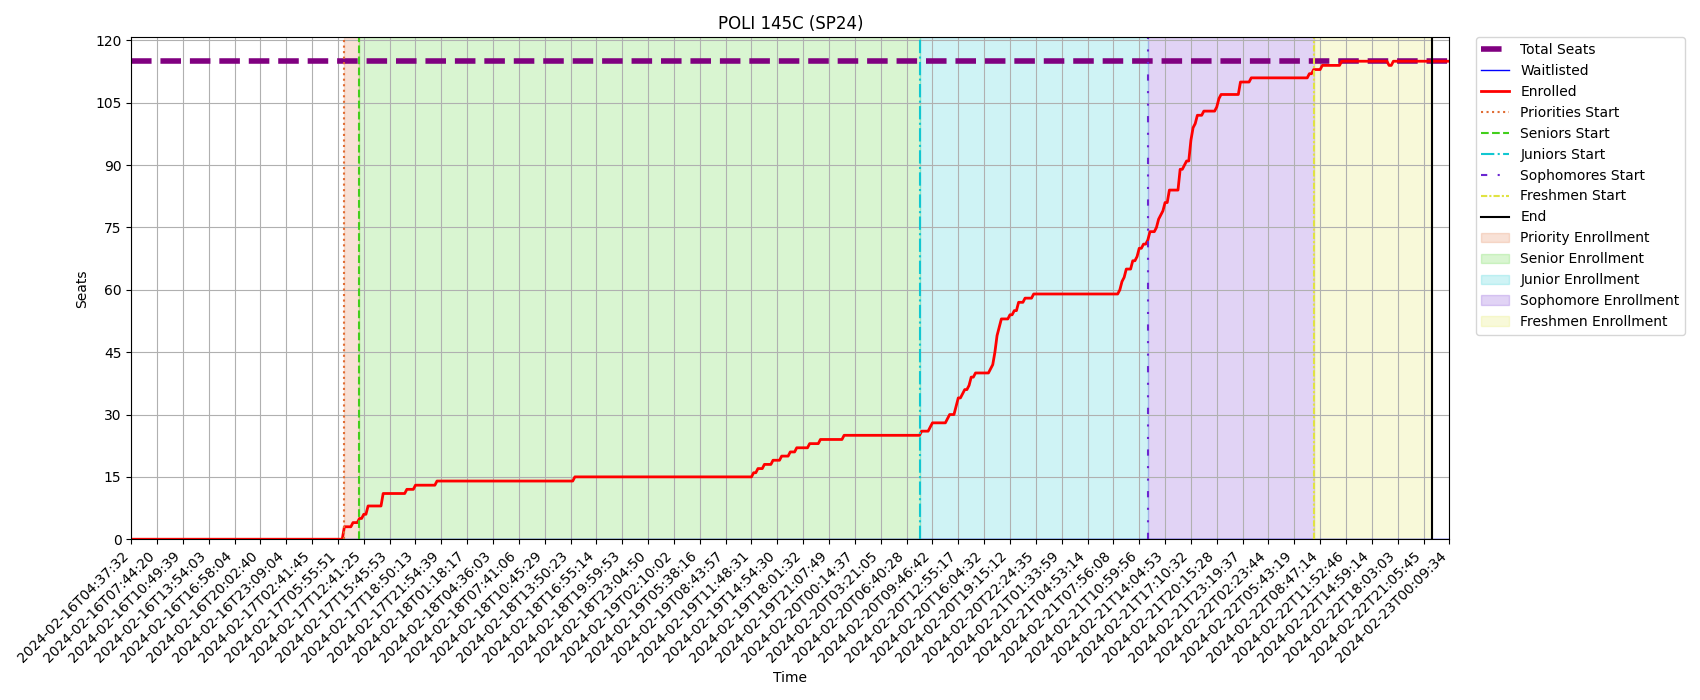 POLI 145C (SP24)
120
105
90
75
60
45
30
15
0
Seats
2024-02-16T04:37:32
2024-02-16T07:44:20
2024-02-16T10:49:39
2024-02-16T13:54:03
2024-02-16T16:58:04
2024-02-16T20:02:40
2024-02-16T23:09:04
2024-02-17T02:41:45
2024-02-17T05:55:51
2024-02-17T12:41:25
2024-02-17T15:45:53
2024-02-17T18:50:13
2024-02-17T21:54:39
2024-02-18T01:18:17
2024-02-18T04:36:03
2024-02-18T07:41:06
2024-02-18T10:45:29
2024-02-18T13:50:23
2024-02-18T16:55:14
2024-02-18T19:59:53
2024-02-18T23:04:50
2024-02-19T02:10:02
2024-02-19T05:38:16
2024-02-19T08:43:57
2024-02-19T11:48:31
2024-02-19T14:54:30
2024-02-19T18:01:32
2024-02-19T21:07:49
2024-02-20T00:14:37
2024-02-20T03:21:05
2024-02-20T06:40:28
2024-02-20T09:46:42
2024-02-20T12:55:17
2024-02-20T16:04:32
2024-02-20T19:15:12
2024-02-20T22:24:35
2024-02-21T01:33:59
2024-02-21T04:53:14
2024-02-21T07:56:08
2024-02-21T10:59:56
2024-02-21T14:04:53
2024-02-21T17:10:32
2024-02-21T20:15:28
2024-02-21T23:19:37
2024-02-22T02:23:44
2024-02-22T05:43:19
2024-02-22T08:47:14
2024-02-22T11:52:46
2024-02-22T14:59:14
2024-02-22T18:03:03
2024-02-22T21:05:45
2024-02-23T00:09:34
Time
Total Seats
Waitlisted
Enrolled
Priorities Start
Seniors Start
Juniors Start
Sophomores Start
Freshmen Start
End
Priority Enrollment
Senior Enrollment
Junior Enrollment
Sophomore Enrollment
Freshmen Enrollment